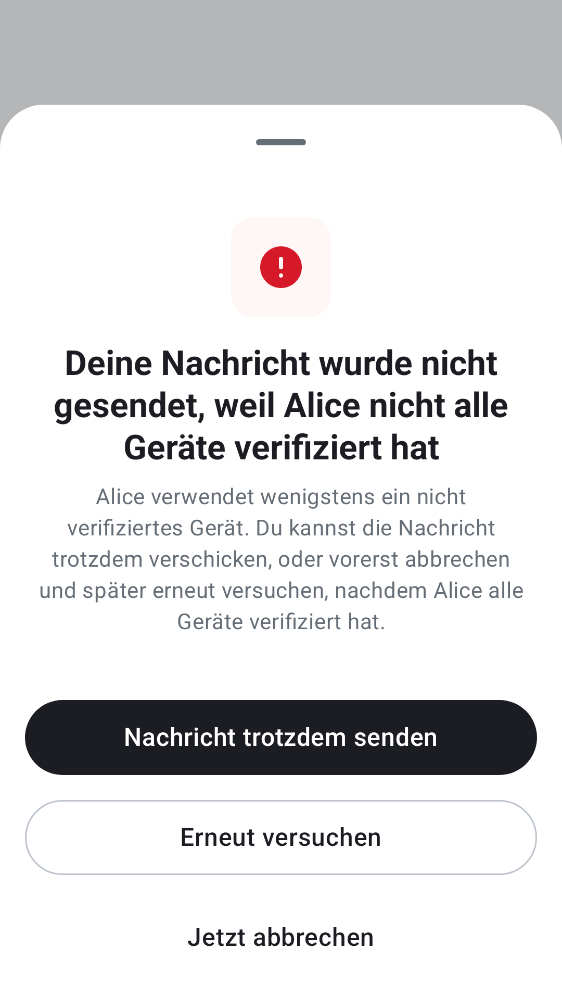 Deine Nachricht wurde nicht
gesendet, weil Alice nicht alle
Geräte verifiziert hat
Alice verwendet wenigstens ein nicht
verifiziertes Gerät. Du kannst die Nachricht
trotzdem verschicken, oder vorerst abbrechen
und später erneut versuchen, nachdem Alice alle
Geräte verifiziert hat.
Nachricht trotzdem senden
Erneut versuchen
Jetzt abbrechen